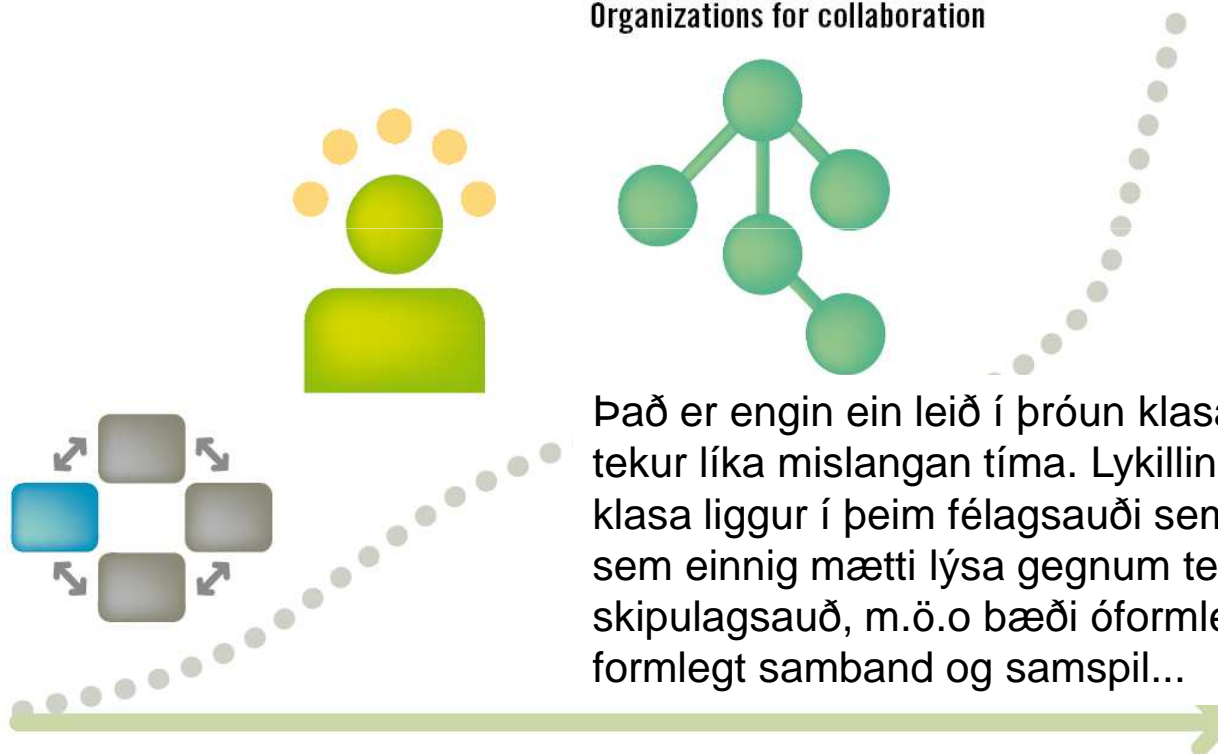 Organizations for collaboration
Það er engin ein leið í þróun klasa
tekur líka mislangan tíma. Lykillin
klasa liggur í þeim félagsauði sem
sem einnig mætti lýsa gegnum te
skipulagsauð, m.ö.o bæði óformle
formlegt samband og samspil...